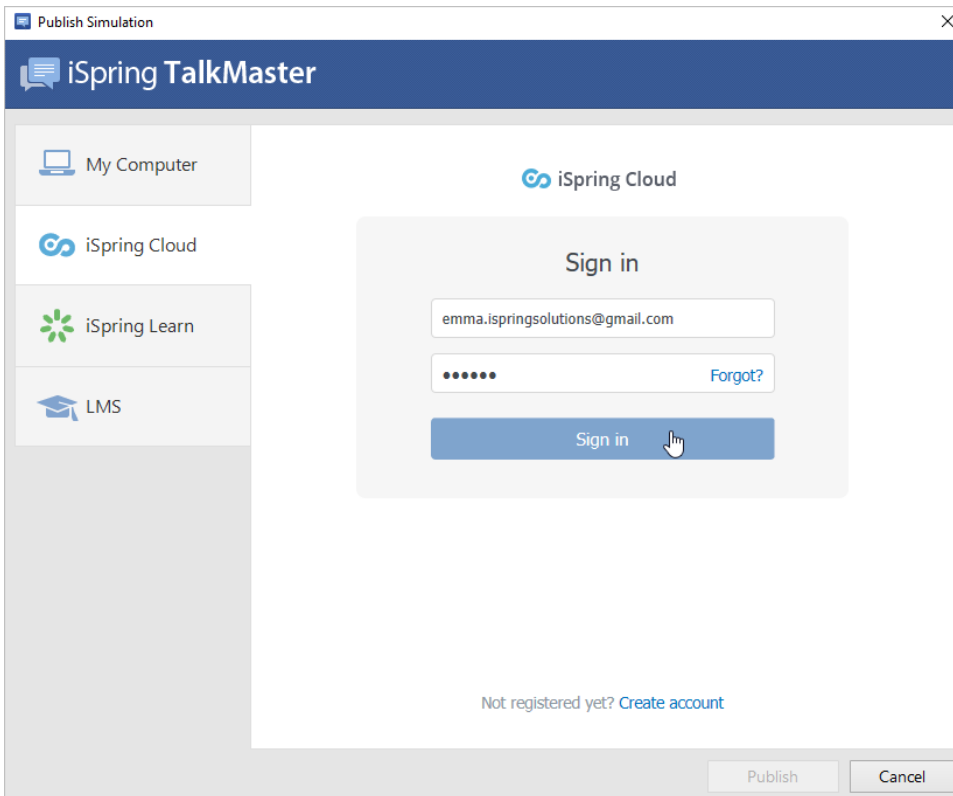 Publish Simulation
iSpring TalkMaster
My Computer
iSpring Cloud
iSpring Learn
LMS
iSpring Cloud
Sign in
emma.ispringsolutions@gmail.com
•••••• Forgot?
Sign in
Not registered yet? Create account
Publish Cancel